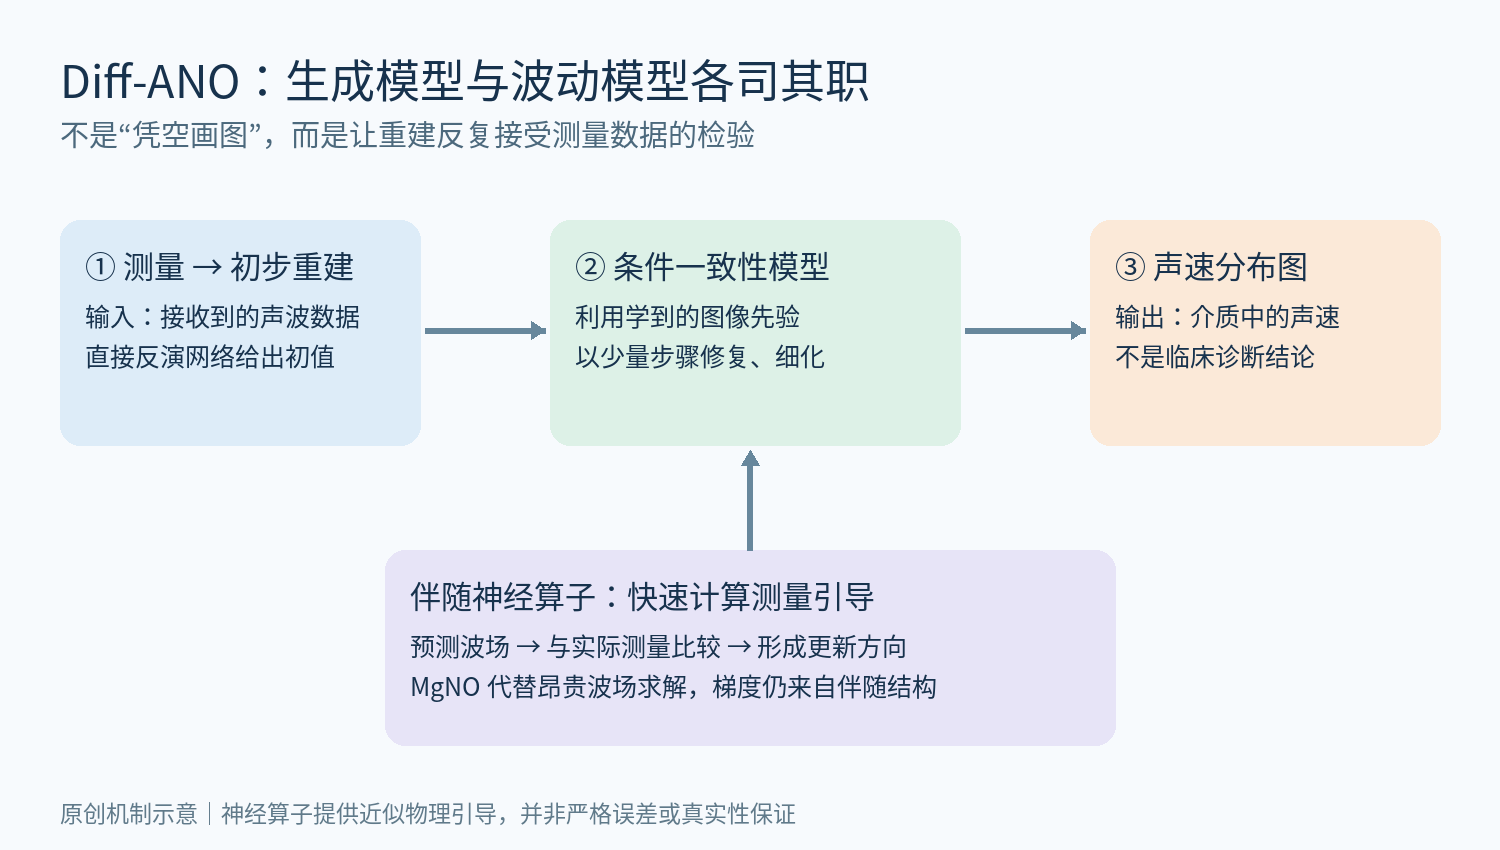 Diff-ANO：生成模型与波动模型各司其职
不是“凭空画图”，而是让重建反复接受测量数据的检验
① 测量 → 初步重建
输入：接收到的声波数据
直接反演网络给出初值
② 条件一致性模型
利用学到的图像先验
以少量步骤修复、细化
③ 声速分布图
输出：介质中的声速
不是临床诊断结论
伴随神经算子：快速计算测量引导
预测波场 → 与实际测量比较 → 形成更新方向
MgNO 代替昂贵波场求解，梯度仍来自伴随结构
原创机制示意｜神经算子提供近似物理引导，并非严格误差或真实性保证